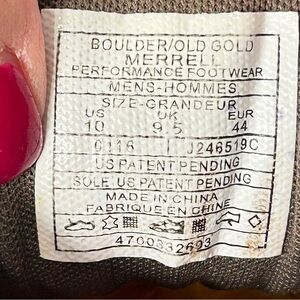 BOULDER/OLD GOLD
MERRELL
PERFORMANCE FOOTWEAR
MENS-HOMMES
SIZE-GRANDEUR
US UK EUR
10 9.5 44
0116 J246519C
US PATENT PENDING
SOLE US PATENT PENDING
MADE IN CHINA
FABRIQUE EN CHINE
4700332693